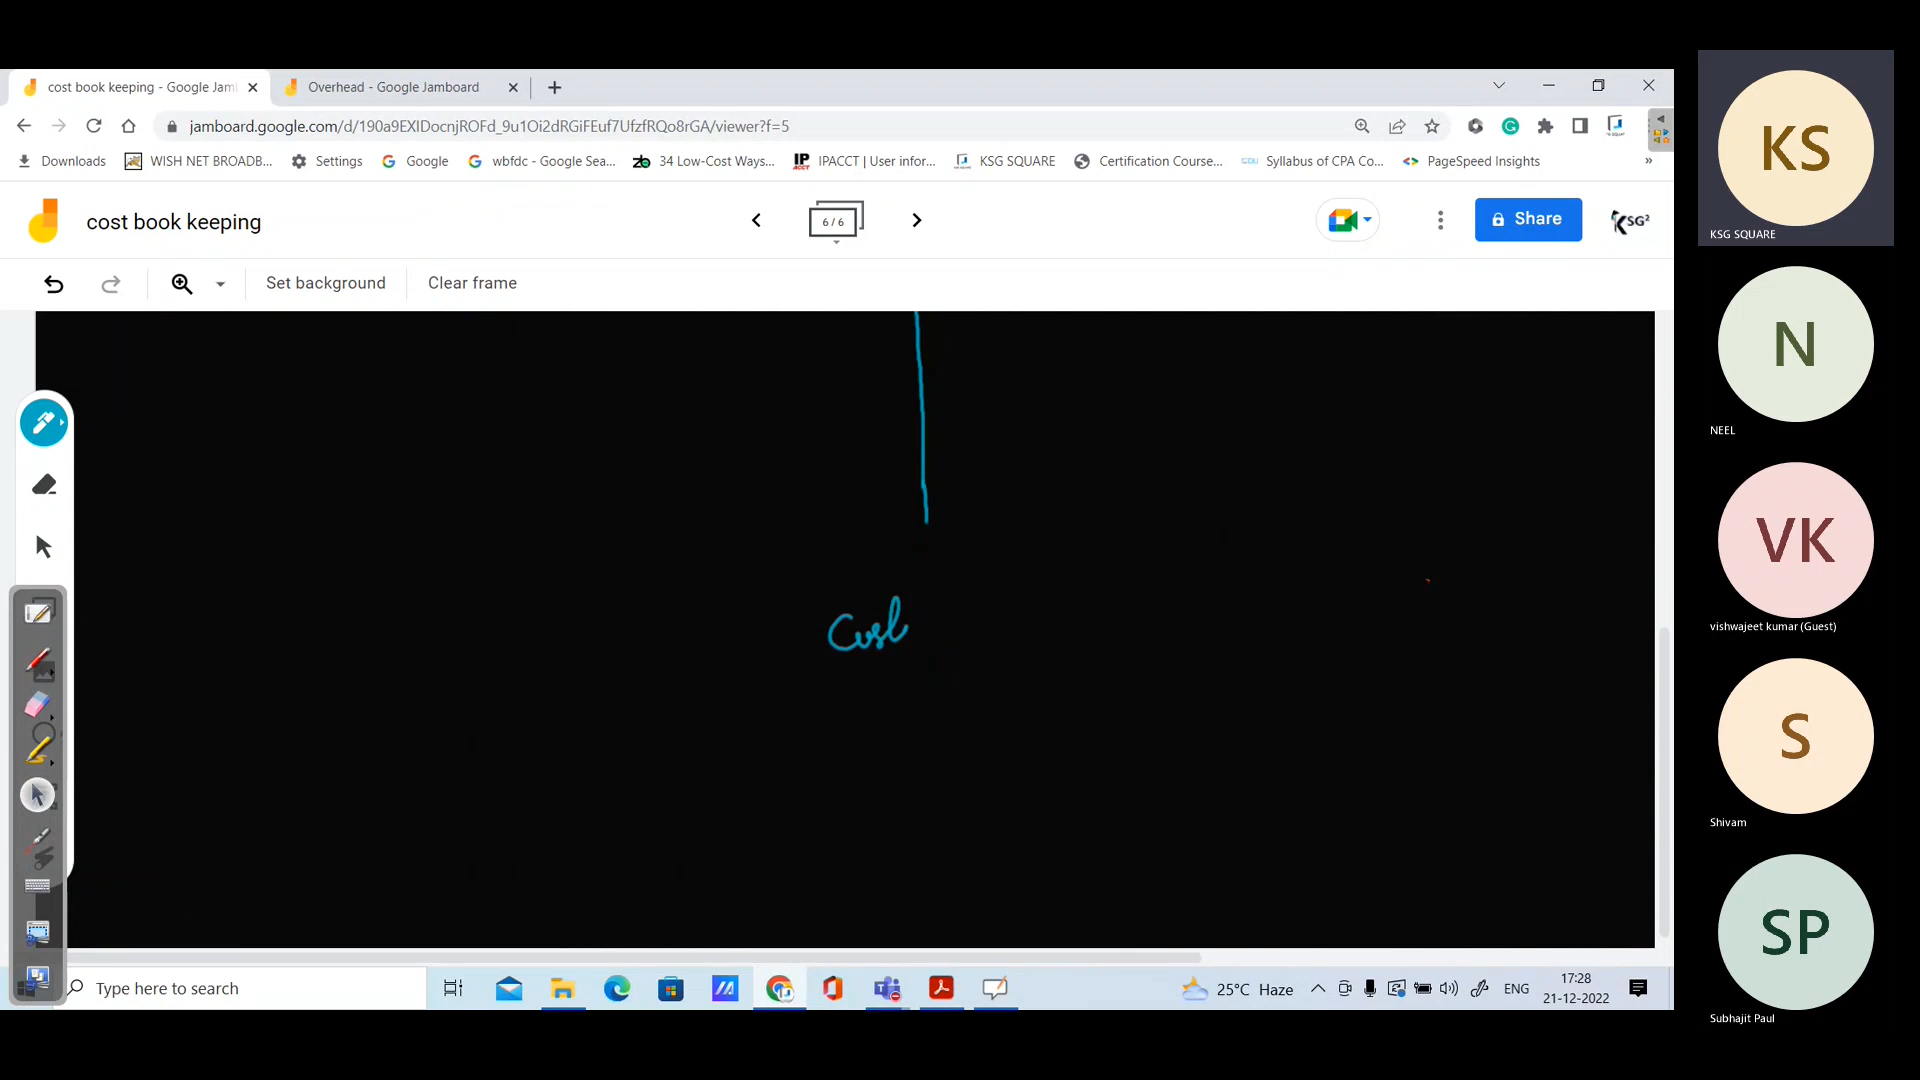 cost book keeping - Google Jam
Overhead - Google Jamboard
jamboard.google.com/d/190a9EXIDocnjROFd_9u1Oi2dRGiFEuf7UfzfRQo8rGA/viewer?f=5
Downloads
WISH NET BROADB...
Settings
Google
wbfdc - Google Sea...
34 Low-Cost Ways...
IPACCT | User infor...
KSG SQUARE
Certification Course...
Syllabus of CPA Co...
PageSpeed Insights
»
cost book keeping
6 / 6
Share
KSG²
Set background
Clear frame
Cost
Type here to search
25°C Haze
ENG
17:28
21-12-2022
KS
KSG SQUARE
N
NEEL
VK
vishwajeet kumar (Guest)
S
Shivam
SP
Subhajit Paul